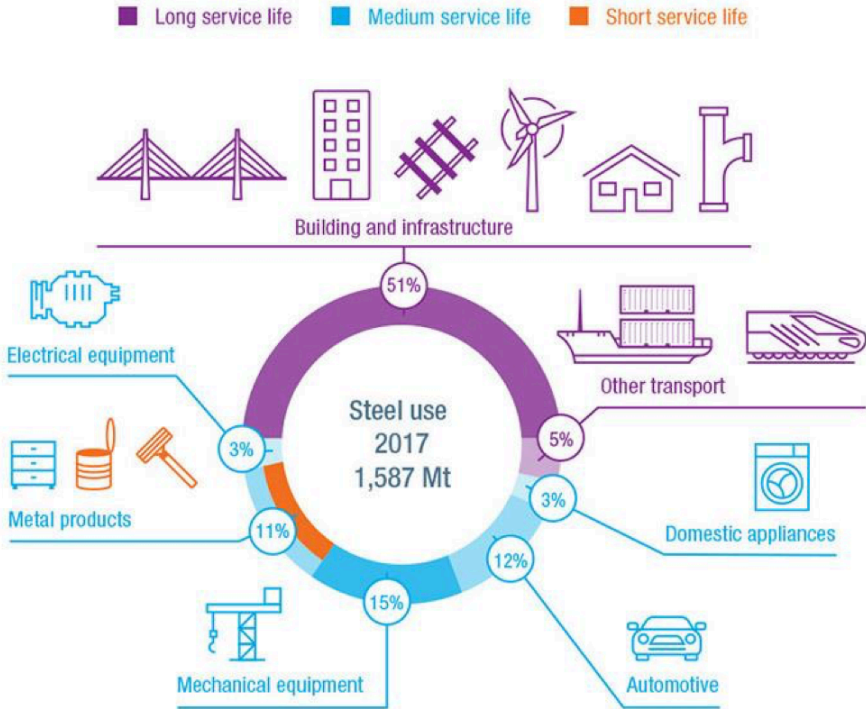 Long service life
Medium service life
Short service life
Building and infrastructure
51%
Electrical equipment
Other transport
Steel use
2017
1,587 Mt
3%
5%
Metal products
3%
Domestic appliances
11%
12%
15%
Mechanical equipment
Automotive